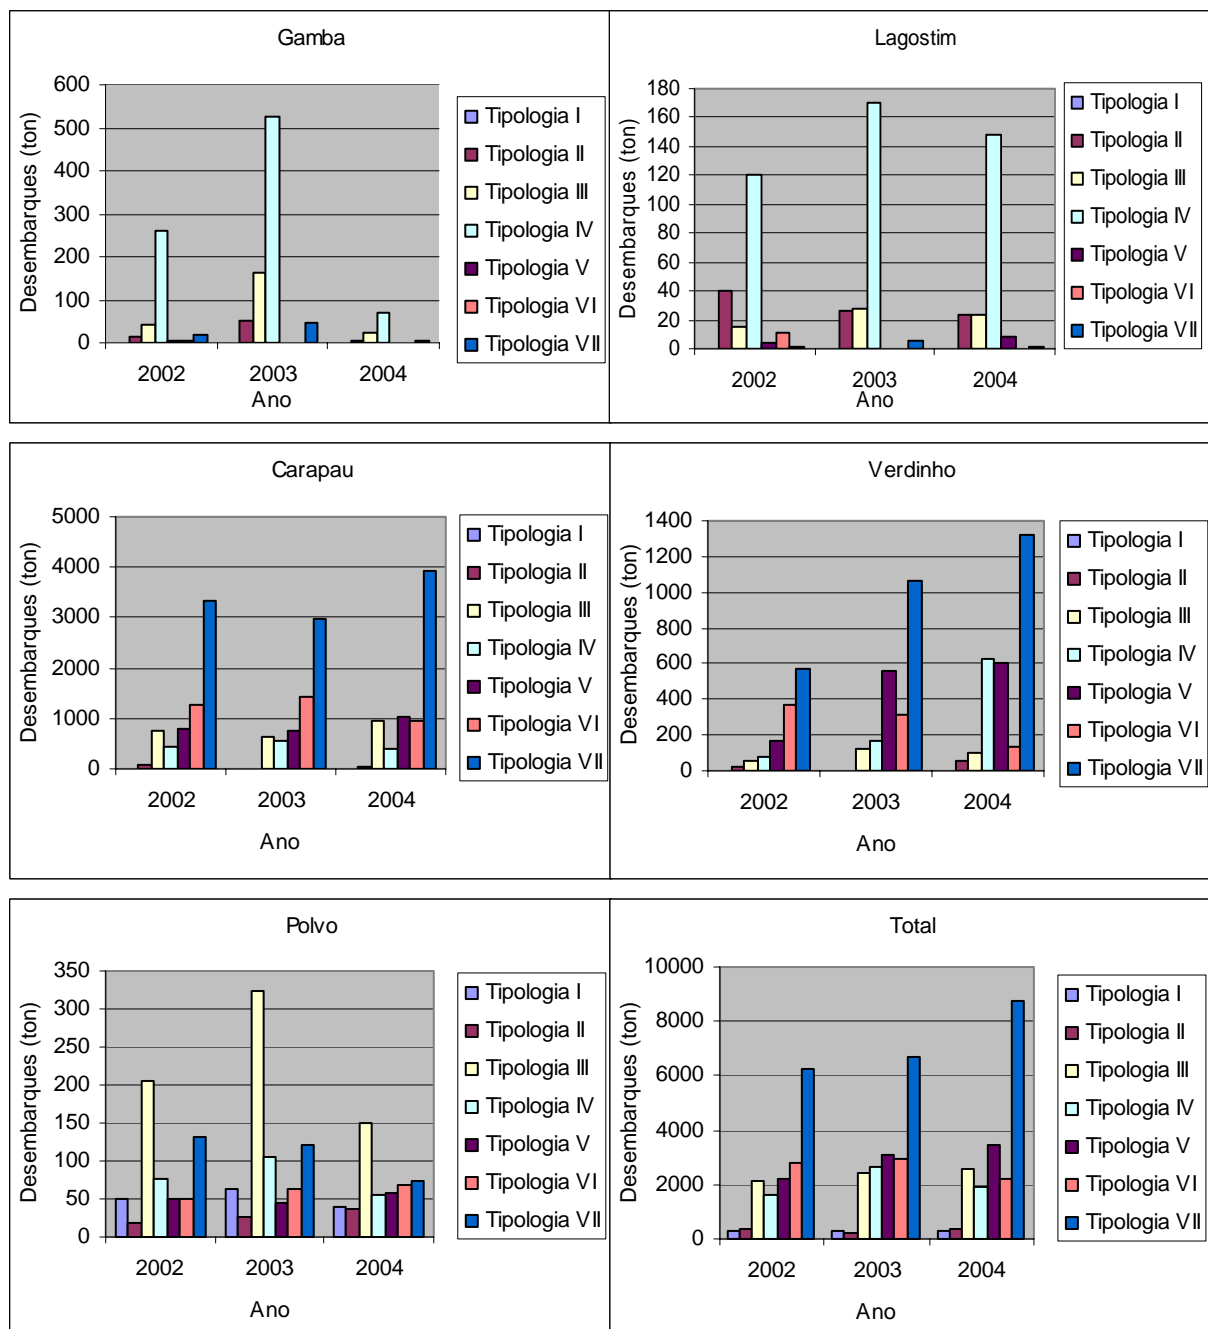 Gamba
Desembarques (ton)
600
500
400
300
200
100
0
2002 2003 2004
Ano
Tipologia I
Tipologia II
Tipologia III
Tipologia IV
Tipologia V
Tipologia VI
Tipologia VII
Lagostim
Desembarques (ton)
180
160
140
120
100
80
60
40
20
0
2002 2003 2004
Ano
Tipologia I
Tipologia II
Tipologia III
Tipologia IV
Tipologia V
Tipologia VI
Tipologia VII
Carapau
Desembarques (ton)
5000
4000
3000
2000
1000
0
2002 2003 2004
Ano
Tipologia I
Tipologia II
Tipologia III
Tipologia IV
Tipologia V
Tipologia VI
Tipologia VII
Verdinho
Desembarques (ton)
1400
1200
1000
800
600
400
200
0
2002 2003 2004
Ano
Tipologia I
Tipologia II
Tipologia III
Tipologia IV
Tipologia V
Tipologia VI
Tipologia VII
Polvo
Desembarques (ton)
350
300
250
200
150
100
50
0
2002 2003 2004
Ano
Tipologia I
Tipologia II
Tipologia III
Tipologia IV
Tipologia V
Tipologia VI
Tipologia VII
Total
Desembarques (ton)
10000
8000
6000
4000
2000
0
2002 2003 2004
Ano
Tipologia I
Tipologia II
Tipologia III
Tipologia IV
Tipologia V
Tipologia VI
Tipologia VII